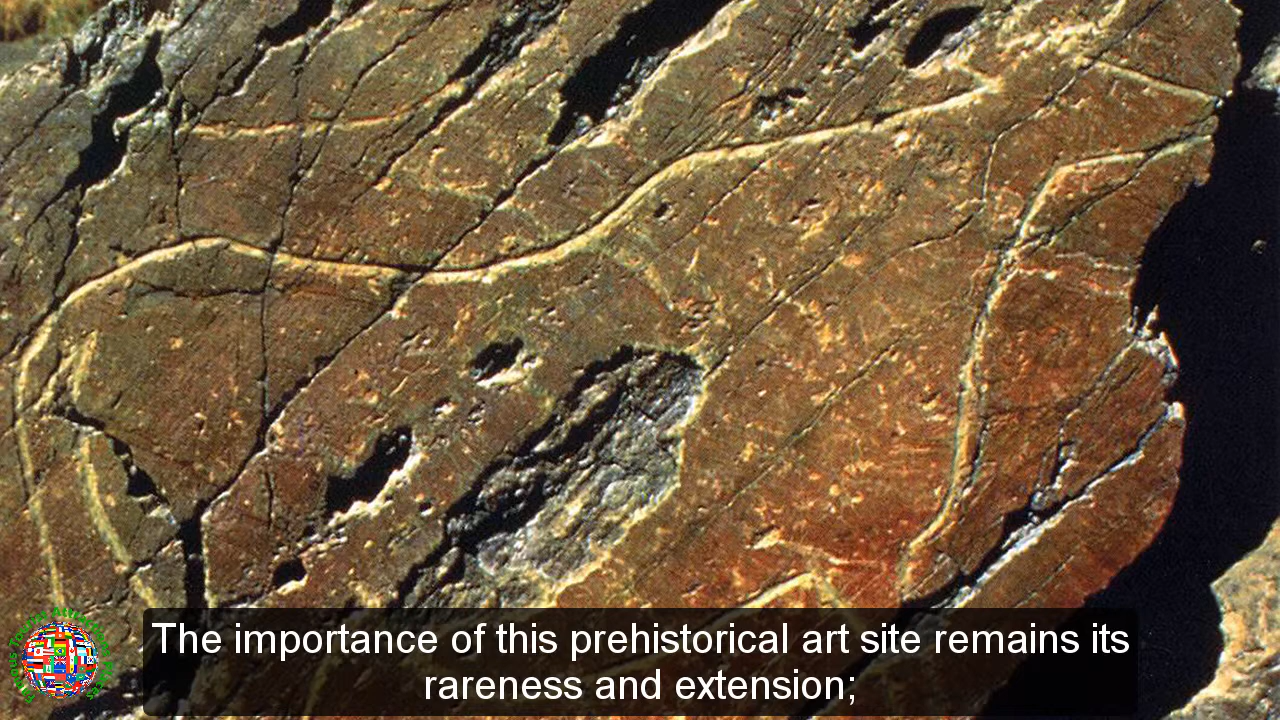 The importance of this prehistorical art site remains its
rareness and extension;